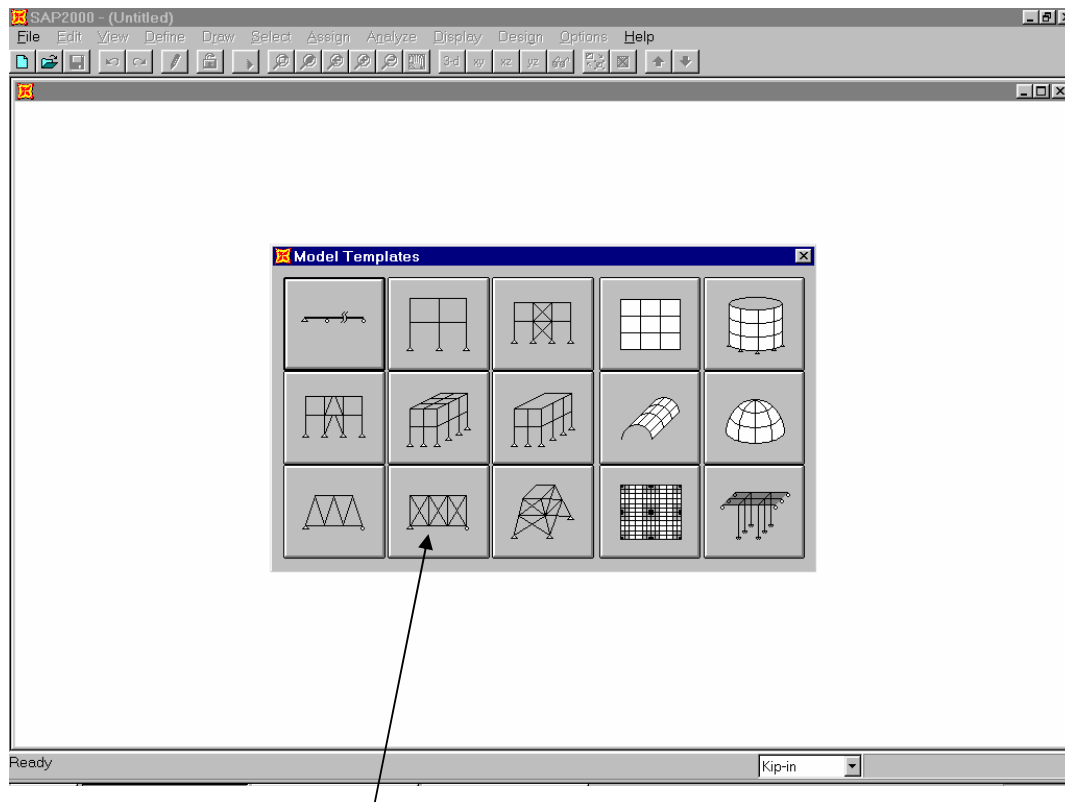 SAP2000 - (Untitled)
File Edit View Define Draw Select Assign Analyze Display Design Options Help
3-d xy xz yz
Model Templates
Ready
Kip-in